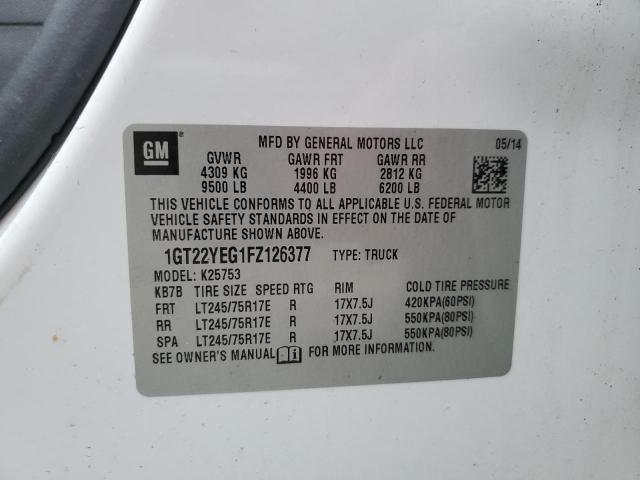 GM
MFD BY GENERAL MOTORS LLC 05/14
GVWR GAWR FRT GAWR RR
4309 KG 1996 KG 2812 KG
9500 LB 4400 LB 6200 LB
THIS VEHICLE CONFORMS TO ALL APPLICABLE U.S. FEDERAL MOTOR
VEHICLE SAFETY STANDARDS IN EFFECT ON THE DATE OF
MANUFACTURE SHOWN ABOVE.
1GT22YEG1FZ126377 TYPE: TRUCK
MODEL: K25753
KB7B TIRE SIZE SPEED RTG RIM COLD TIRE PRESSURE
FRT LT245/75R17E R 17X7.5J 420KPA(60PSI)
RR LT245/75R17E R 17X7.5J 550KPA(80PSI)
SPA LT245/75R17E R 17X7.5J 550KPA(80PSI)
SEE OWNER'S MANUAL FOR MORE INFORMATION.